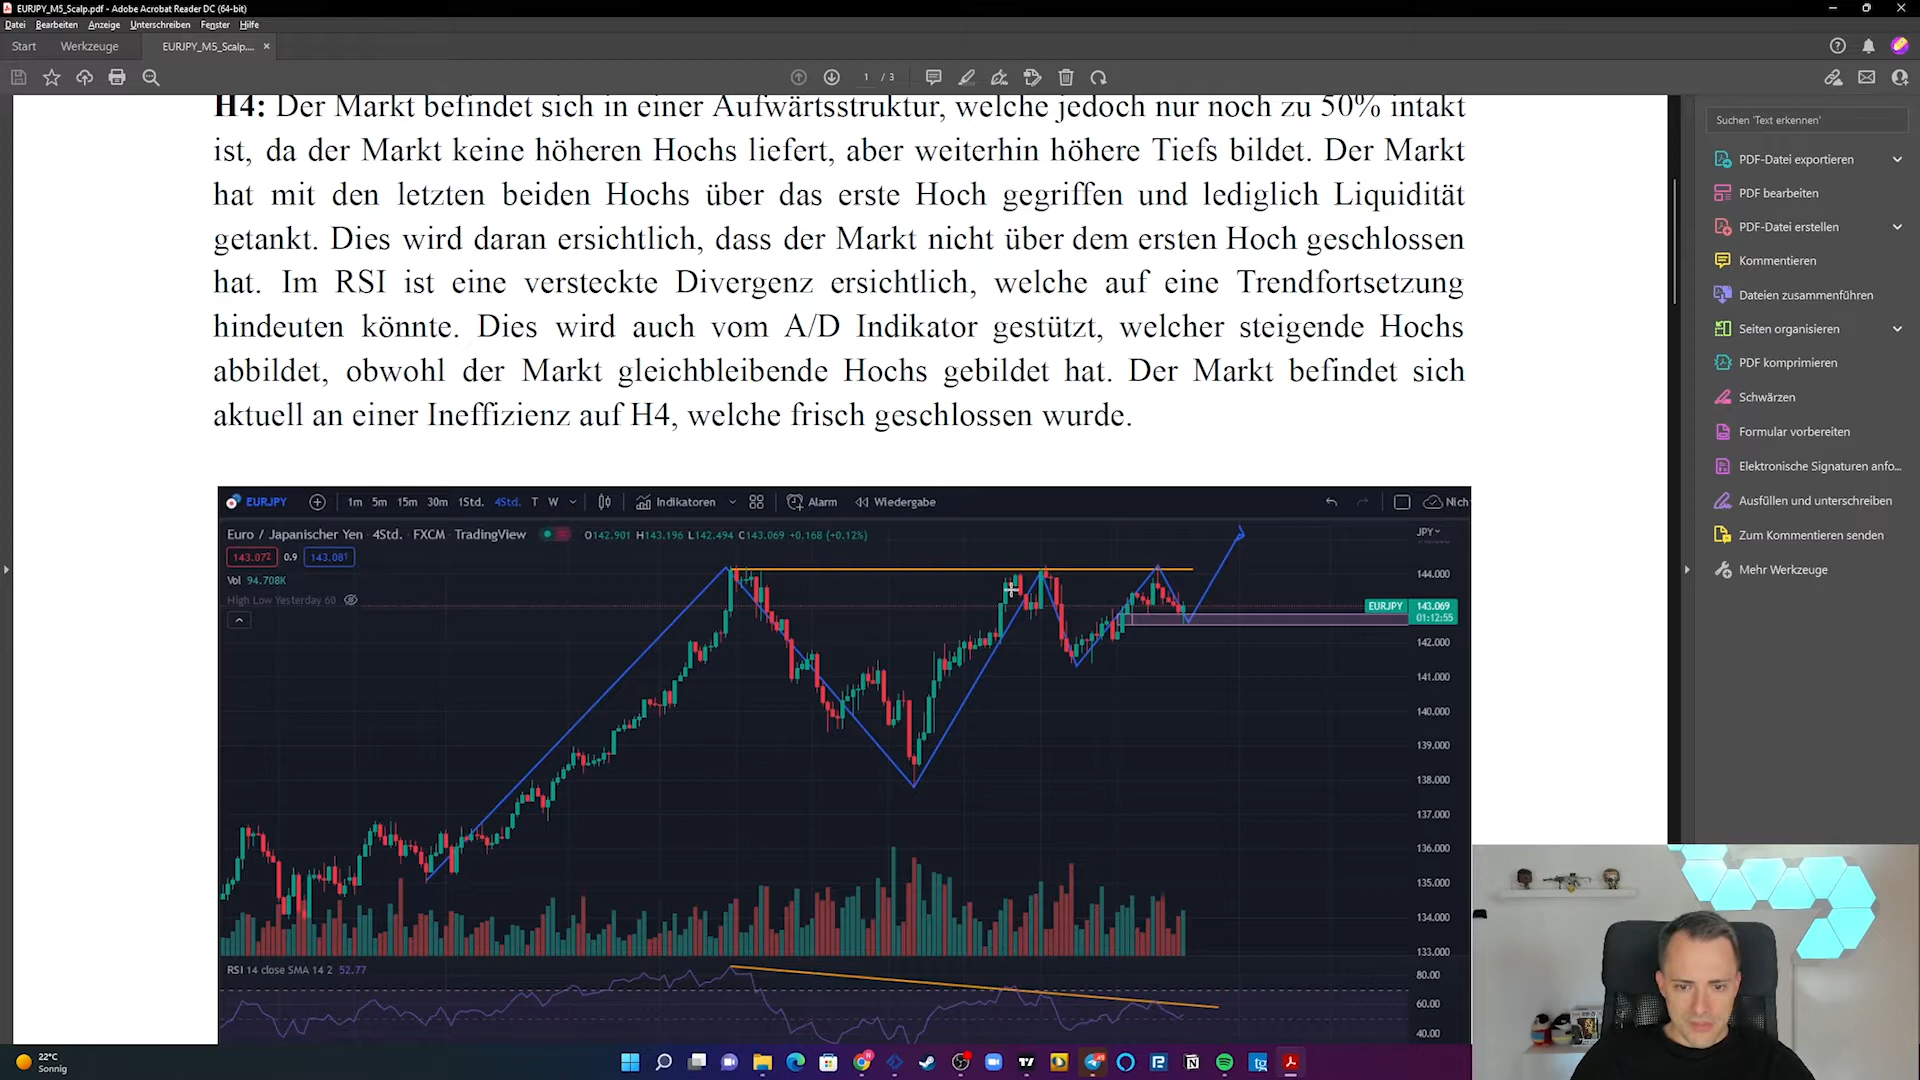 EURJPY_M5_Scalp.pdf - Adobe Acrobat Reader DC (64-bit)
Datei Bearbeiten Anzeige Unterschreiben Fenster Hilfe
Start Werkzeuge EURJPY_M5_Scalp.... ×
1 / 3
H4: Der Markt befindet sich in einer Aufwärtsstruktur, welche jedoch nur noch zu 50% intakt
ist, da der Markt keine höheren Hochs liefert, aber weiterhin höhere Tiefs bildet. Der Markt
hat mit den letzten beiden Hochs über das erste Hoch gegriffen und lediglich Liquidität
getankt. Dies wird daran ersichtlich, dass der Markt nicht über dem ersten Hoch geschlossen
hat. Im RSI ist eine versteckte Divergenz ersichtlich, welche auf eine Trendfortsetzung
hindeuten könnte. Dies wird auch vom A/D Indikator gestützt, welcher steigende Hochs
abbildet, obwohl der Markt gleichbleibende Hochs gebildet hat. Der Markt befindet sich
aktuell an einer Ineffizienz auf H4, welche frisch geschlossen wurde.
EURJPY 1m 5m 15m 30m 1Std. 4Std. T W Indikatoren Alarm Wiedergabe Nich
Euro / Japanischer Yen · 4Std. · FXCM · TradingView O142.901 H143.196 L142.494 C143.069 +0.168 (+0.12%) JPY
143.072 0.9 143.081
Vol 94.708K
High Low Yesterday 60
144.000
EURJPY 143.069
01:12:55
142.000
141.000
140.000
139.000
138.000
137.000
136.000
135.000
134.000
133.000
RSI 14 close SMA 14 2 52.77
80.00
60.00
40.00
Suchen 'Text erkennen'
PDF-Datei exportieren
PDF bearbeiten
PDF-Datei erstellen
Kommentieren
Dateien zusammenführen
Seiten organisieren
PDF komprimieren
Schwärzen
Formular vorbereiten
Elektronische Signaturen anfo...
Ausfüllen und unterschreiben
Zum Kommentieren senden
Mehr Werkzeuge
22°C
Sonnig